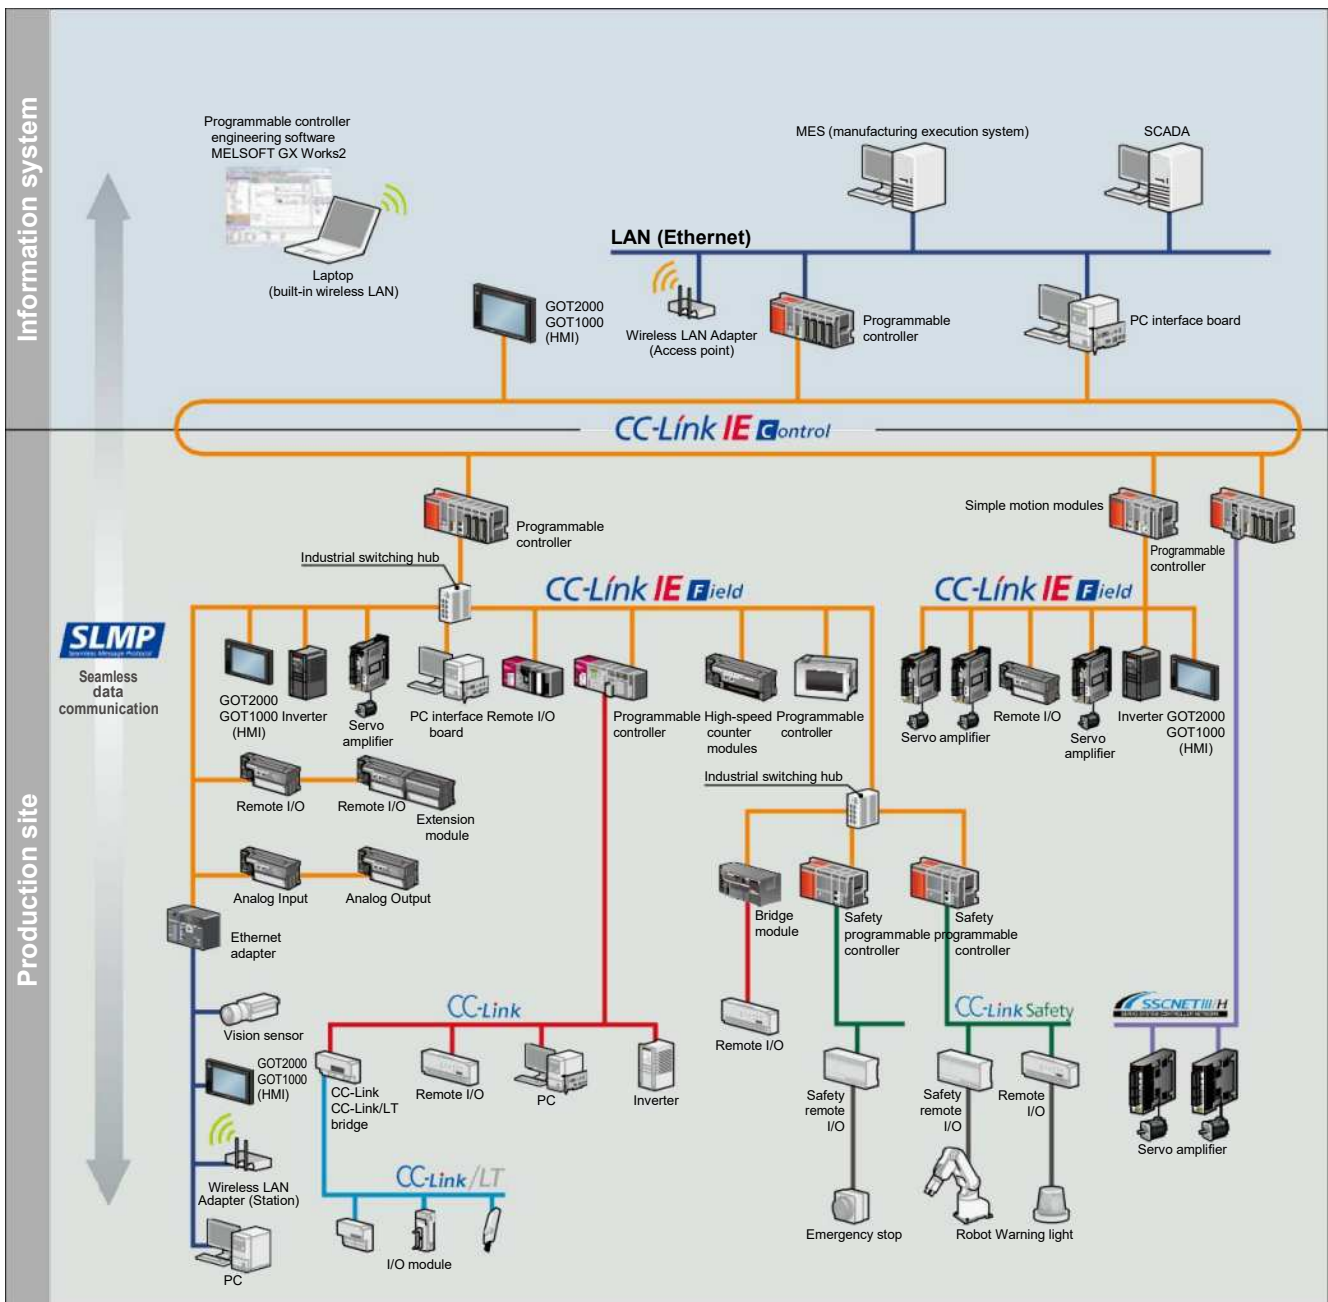 Information system
Programmable controller
engineering software
MELSOFT GX Works2
Laptop
(built-in wireless LAN)
GOT2000
GOT1000
(HMI)
MES (manufacturing execution system)
SCADA
LAN (Ethernet)
Wireless LAN Adapter
(Access point)
Programmable
controller
PC interface board
CC-Link IE Control
Programmable
controller
Simple motion modules
Programmable
controller
Industrial switching hub
CC-Link IE Field
CC-Link IE Field
SLMP
Seamless Message Protocol
Seamless
data
communication
Production site
GOT2000
GOT1000
(HMI)
Inverter
Servo
amplifier
PC interface
board
Remote I/O
Programmable
controller
High-speed
counter
modules
Programmable
controller
Servo amplifier
Remote I/O
Servo
amplifier
Inverter
GOT2000
GOT1000
(HMI)
Remote I/O
Remote I/O
Extension
module
Industrial switching hub
Analog Input
Analog Output
Ethernet
adapter
Bridge
module
Safety
programmable
controller
Safety
programmable
controller
Vision sensor
CC-Link
Remote I/O
CC-Link Safety
SSCNET III/H
SERVO SYSTEM CONTROLLER NETWORK
GOT2000
GOT1000
(HMI)
CC-Link
CC-Link/LT
bridge
Remote I/O
PC
Inverter
Safety
remote
I/O
Safety
remote
I/O
Remote
I/O
Servo amplifier
Wireless LAN
Adapter (Station)
CC-Link/LT
PC
I/O module
Emergency stop
Robot
Warning light